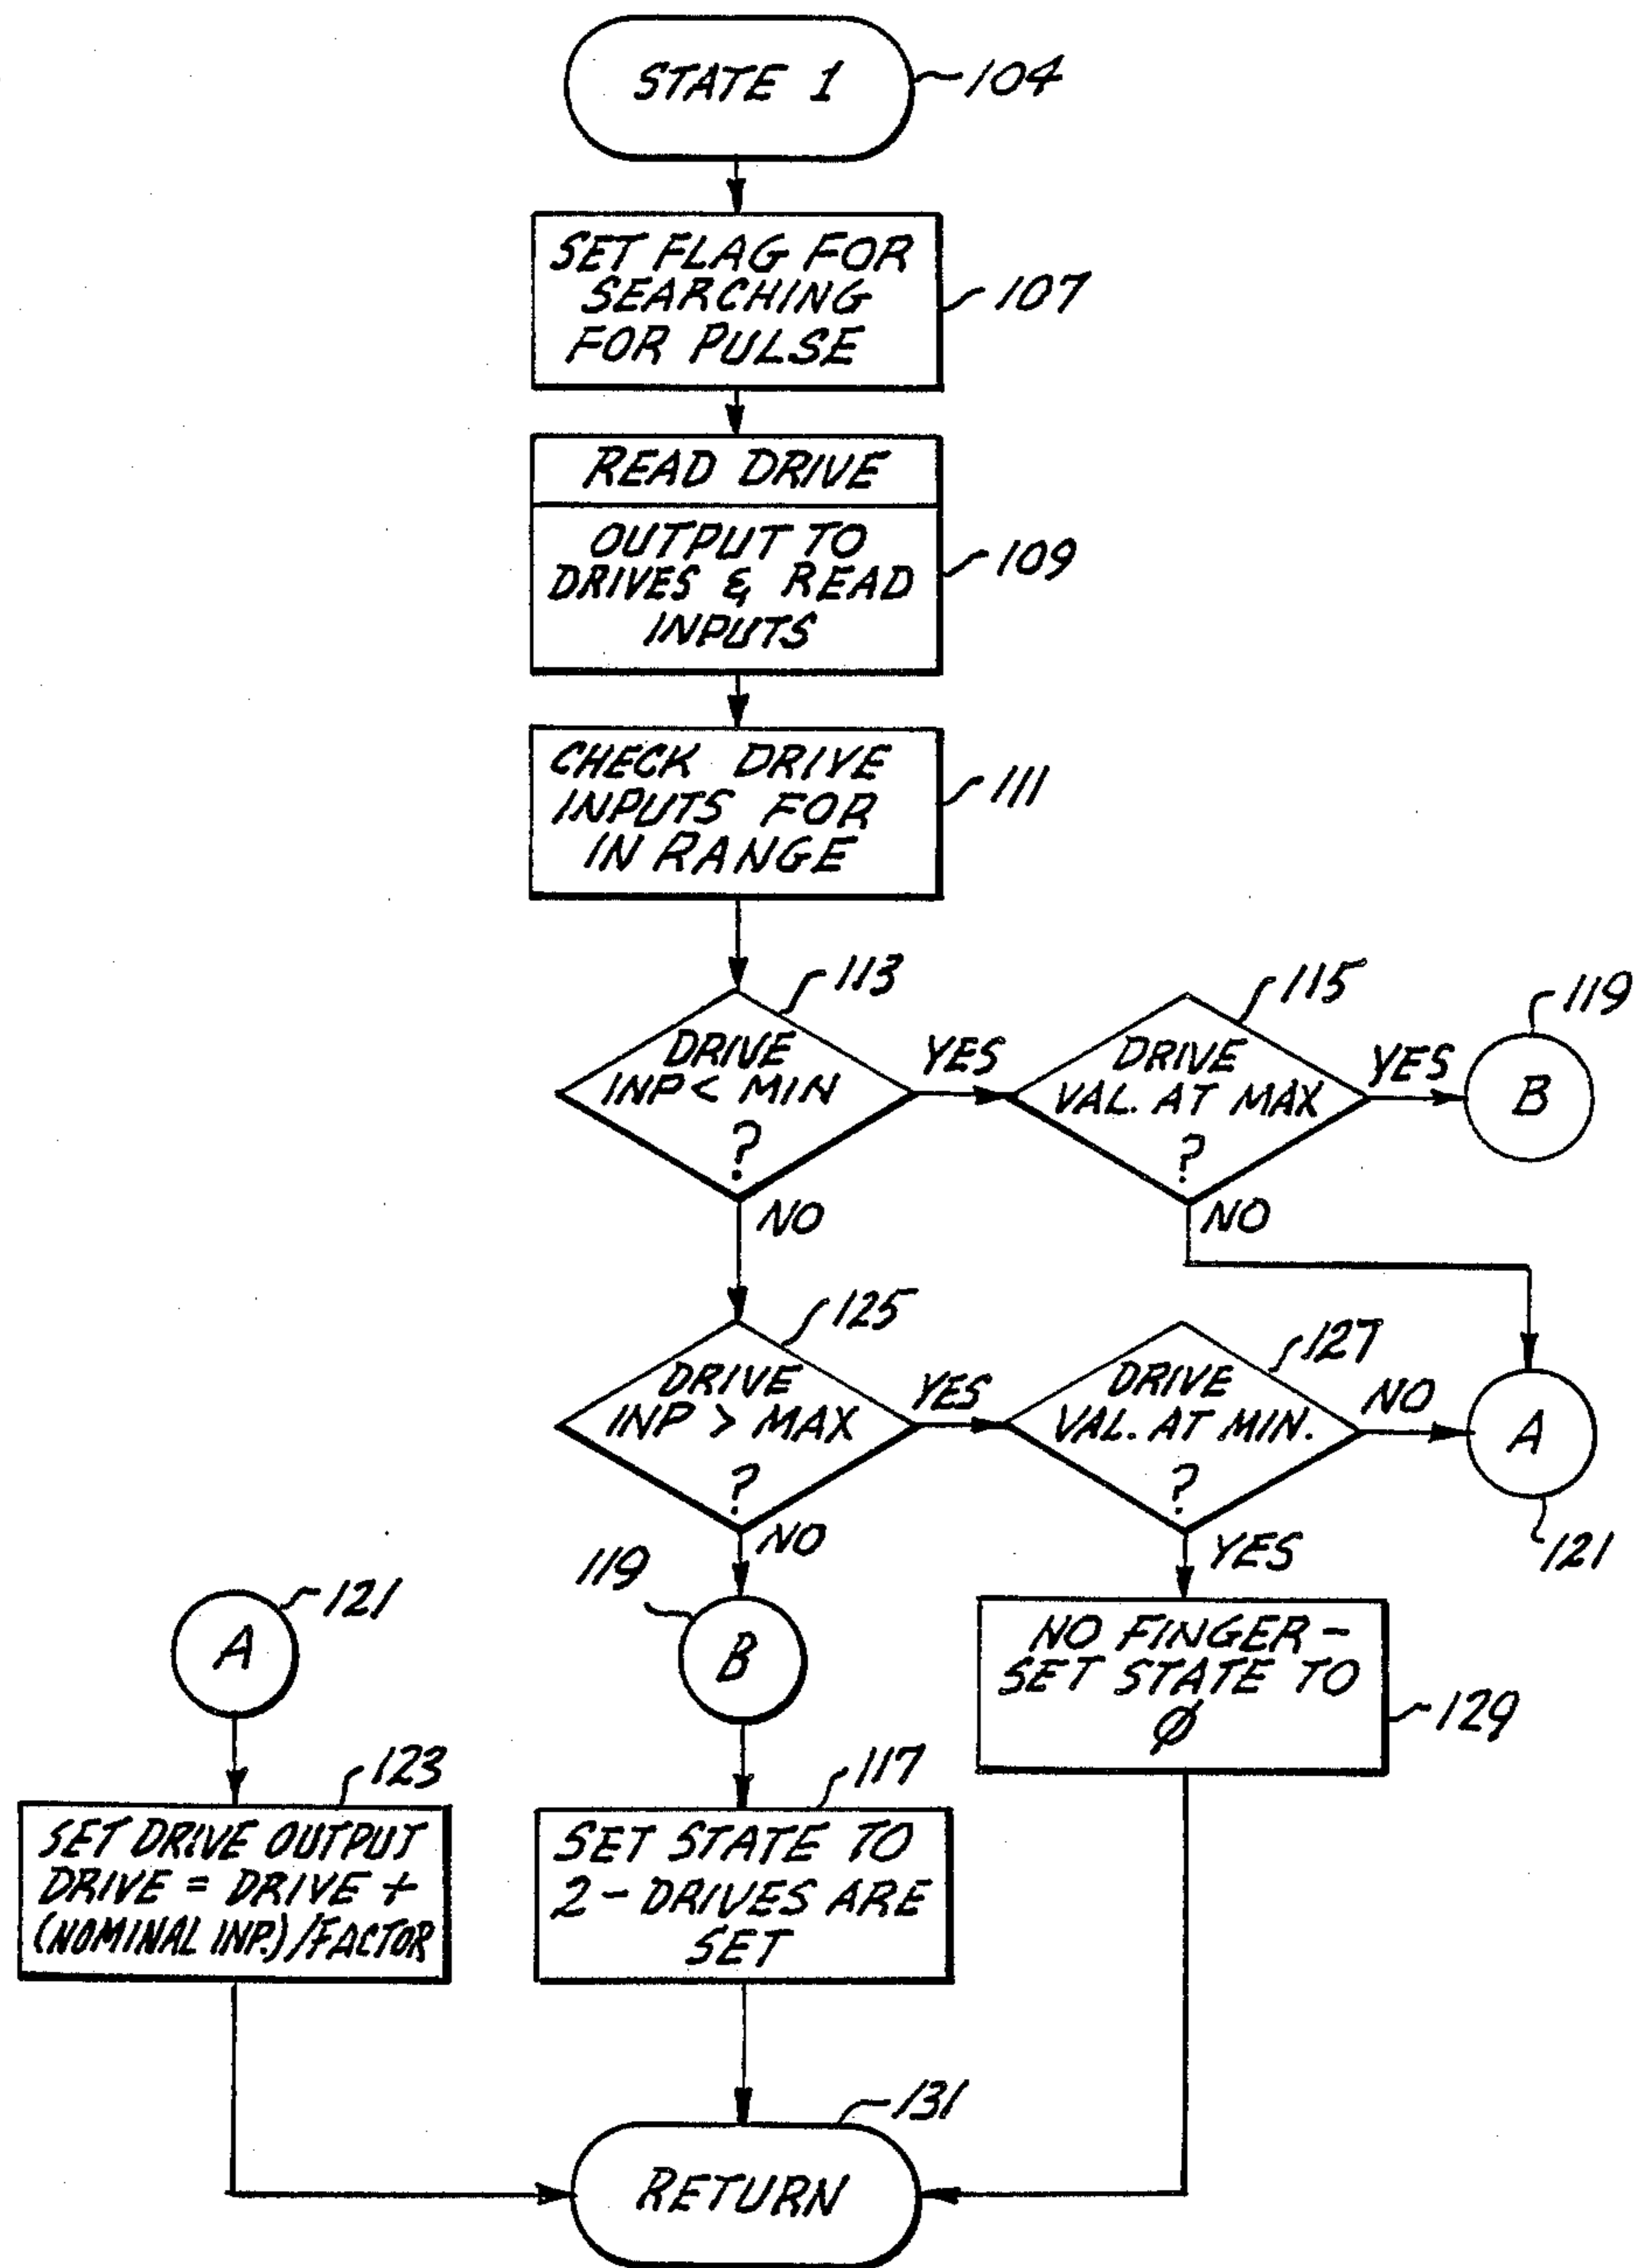 STATE 1
104
SET FLAG FOR
SEARCHING
FOR PULSE
107
READ DRIVE
OUTPUT TO
DRIVES & READ
INPUTS
109
CHECK DRIVE
INPUTS FOR
IN RANGE
111
113
DRIVE
INP < MIN
?
YES
NO
115
DRIVE
VAL. AT MAX
?
YES
NO
119
B
125
DRIVE
INP > MAX
?
YES
NO
127
DRIVE
VAL. AT MIN.
?
NO
YES
A
121
121
A
119
B
NO FINGER -
SET STATE TO
Ø
129
123
SET DRIVE OUTPUT
DRIVE = DRIVE +
(NOMINAL INP.)/FACTOR
117
SET STATE TO
2 - DRIVES ARE
SET
131
RETURN